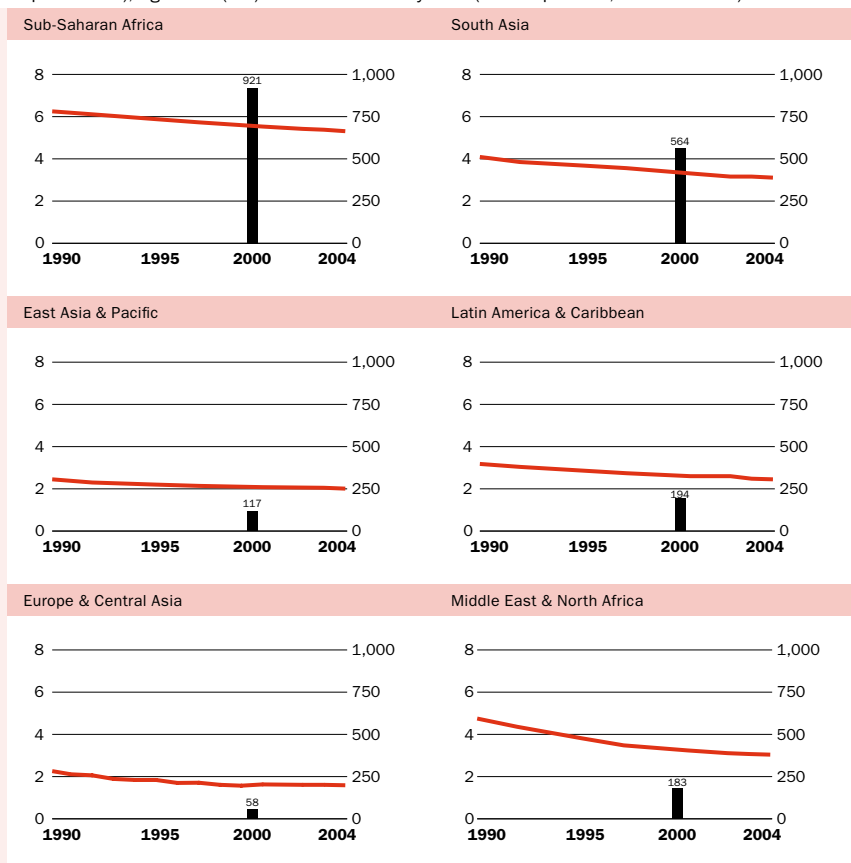 Sub-Saharan Africa South Asia
921
8 1,000 8 1,000
6 750 6 750
564
4 500 4 500
2 250 2 250
0 0 0 0
1990 1995 2000 2004 1990 1995 2000 2004
East Asia & Pacific Latin America & Caribbean
8 1,000 8 1,000
6 750 6 750
4 500 4 500
2 250 2 250
117 194
0 0 0 0
1990 1995 2000 2004 1990 1995 2000 2004
Europe & Central Asia Middle East & North Africa
8 1,000 8 1,000
6 750 6 750
4 500 4 500
2 250 2 250
58 183
0 0 0 0
1990 1995 2000 2004 1990 1995 2000 2004